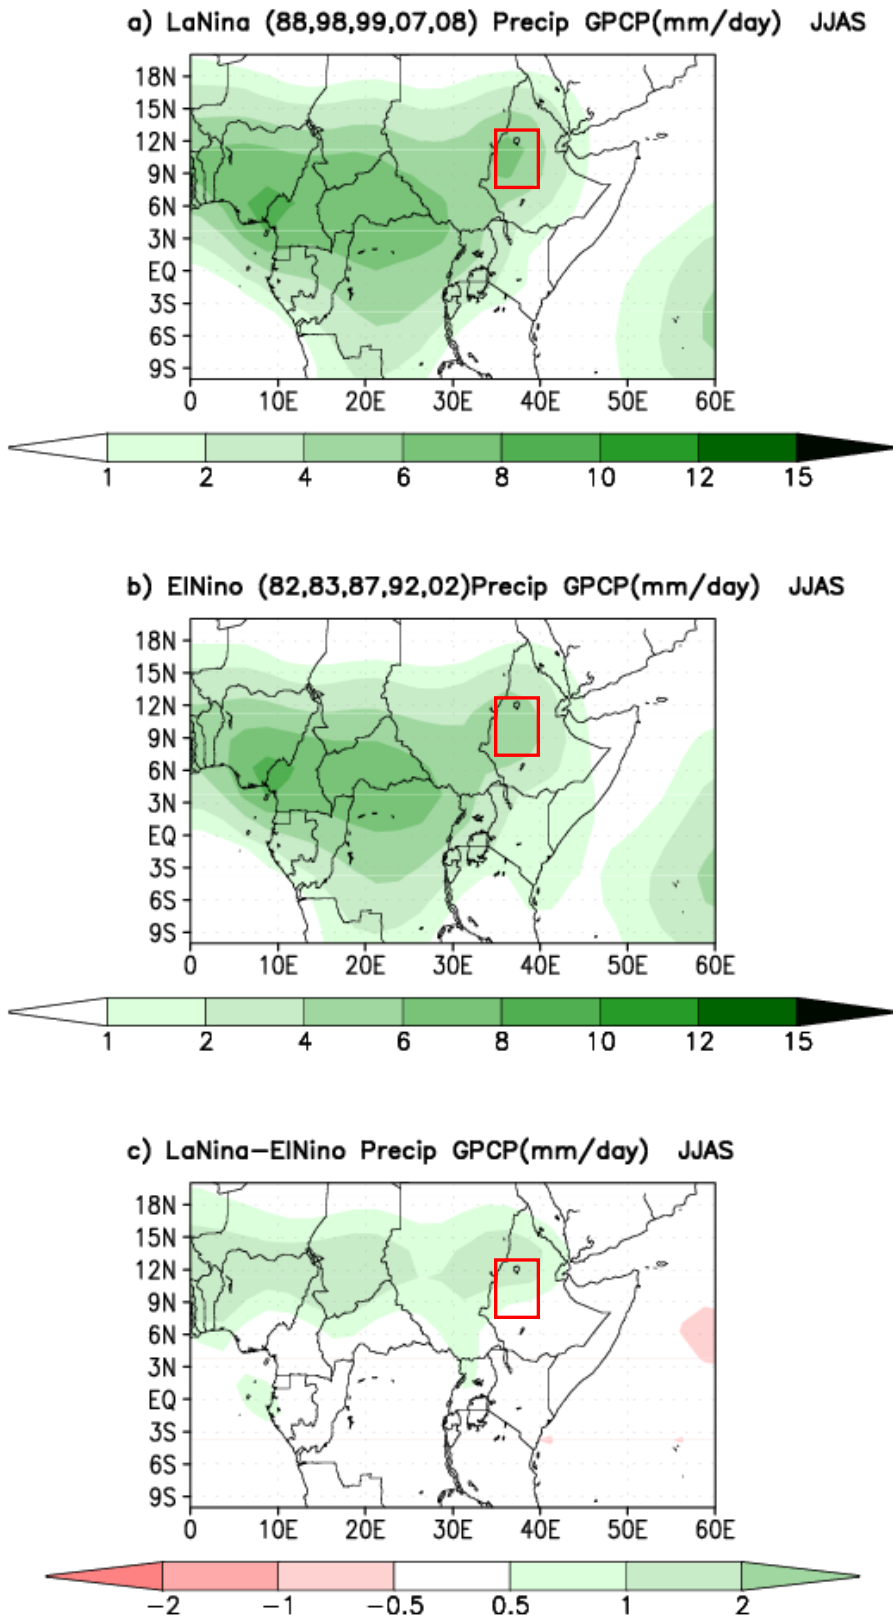 a) LaNina (88,98,99,07,08) Precip GPCP(mm/day) JJAS
18N
15N
12N
9N
6N
3N
EQ
3S
6S
9S
0 10E 20E 30E 40E 50E 60E
1 2 4 6 8 10 12 15
b) ElNino (82,83,87,92,02)Precip GPCP(mm/day) JJAS
18N
15N
12N
9N
6N
3N
EQ
3S
6S
9S
0 10E 20E 30E 40E 50E 60E
1 2 4 6 8 10 12 15
c) LaNina−ElNino Precip GPCP(mm/day) JJAS
18N
15N
12N
9N
6N
3N
EQ
3S
6S
9S
0 10E 20E 30E 40E 50E 60E
−2 −1 −0.5 0.5 1 2